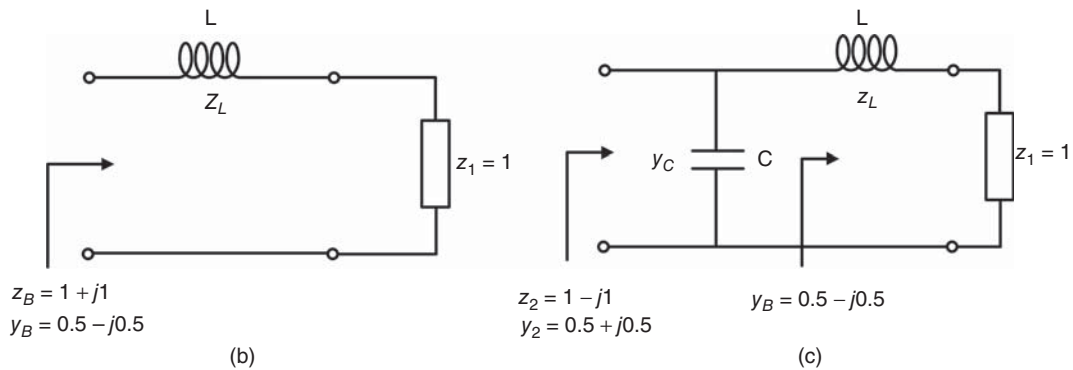 L
Z_L
z_1 = 1
z_B = 1 + j1
y_B = 0.5 – j0.5
(b)
L
z_L
y_C
C
z_1 = 1
z_2 = 1 – j1
y_2 = 0.5 + j0.5
y_B = 0.5 – j0.5
(c)